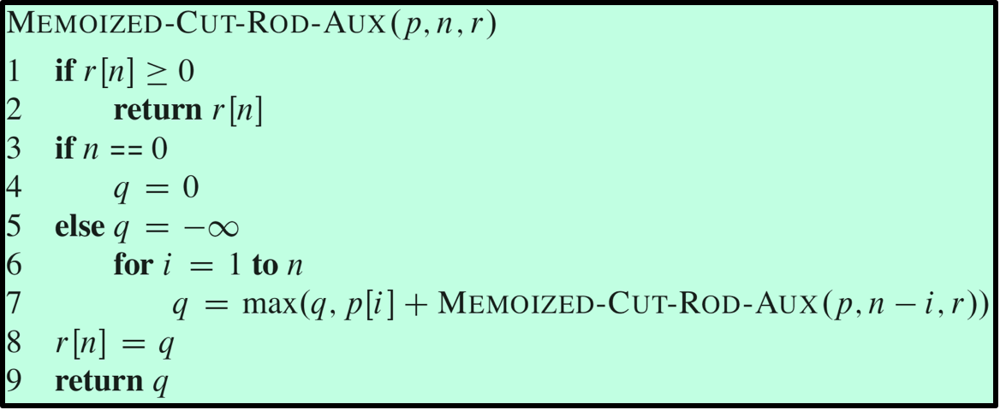 MEMOIZED-CUT-ROD-AUX(p, n, r)
1 if r[n] ≥ 0
2 return r[n]
3 if n == 0
4 q = 0
5 else q = −∞
6 for i = 1 to n
7 q = max(q, p[i] + MEMOIZED-CUT-ROD-AUX(p, n − i, r))
8 r[n] = q
9 return q